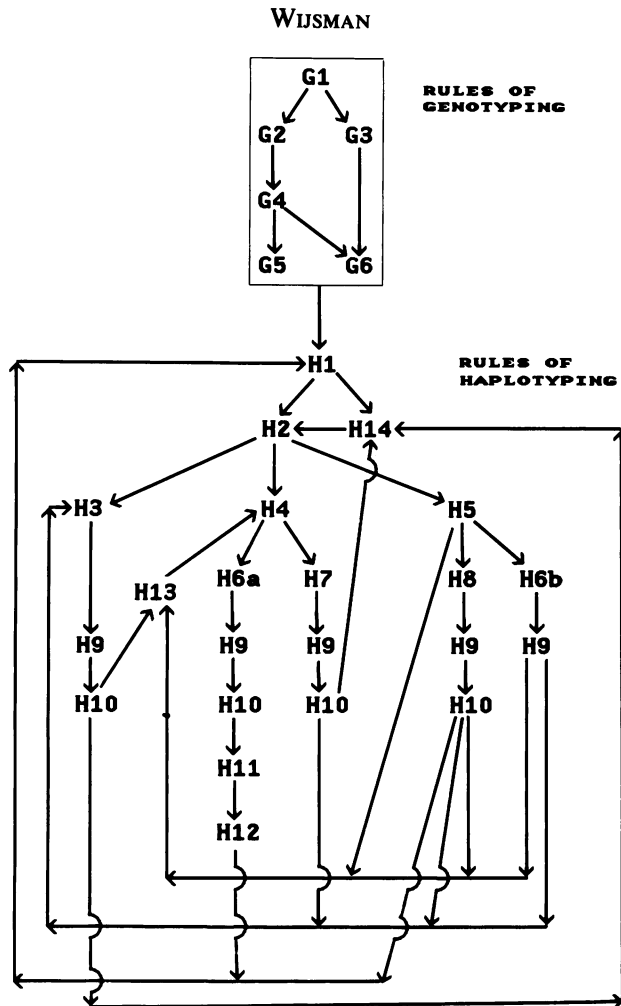 WIJSMAN
G1
RULES OF
GENOTYPING
G2 G3
G4
G5 G6
H1
RULES OF
HAPLOTYPING
H2 H14
H3 H4 H5
H13 H6a H7 H8 H6b
H9 H9 H9 H9 H9
H10 H10 H10 H10
H11
H12